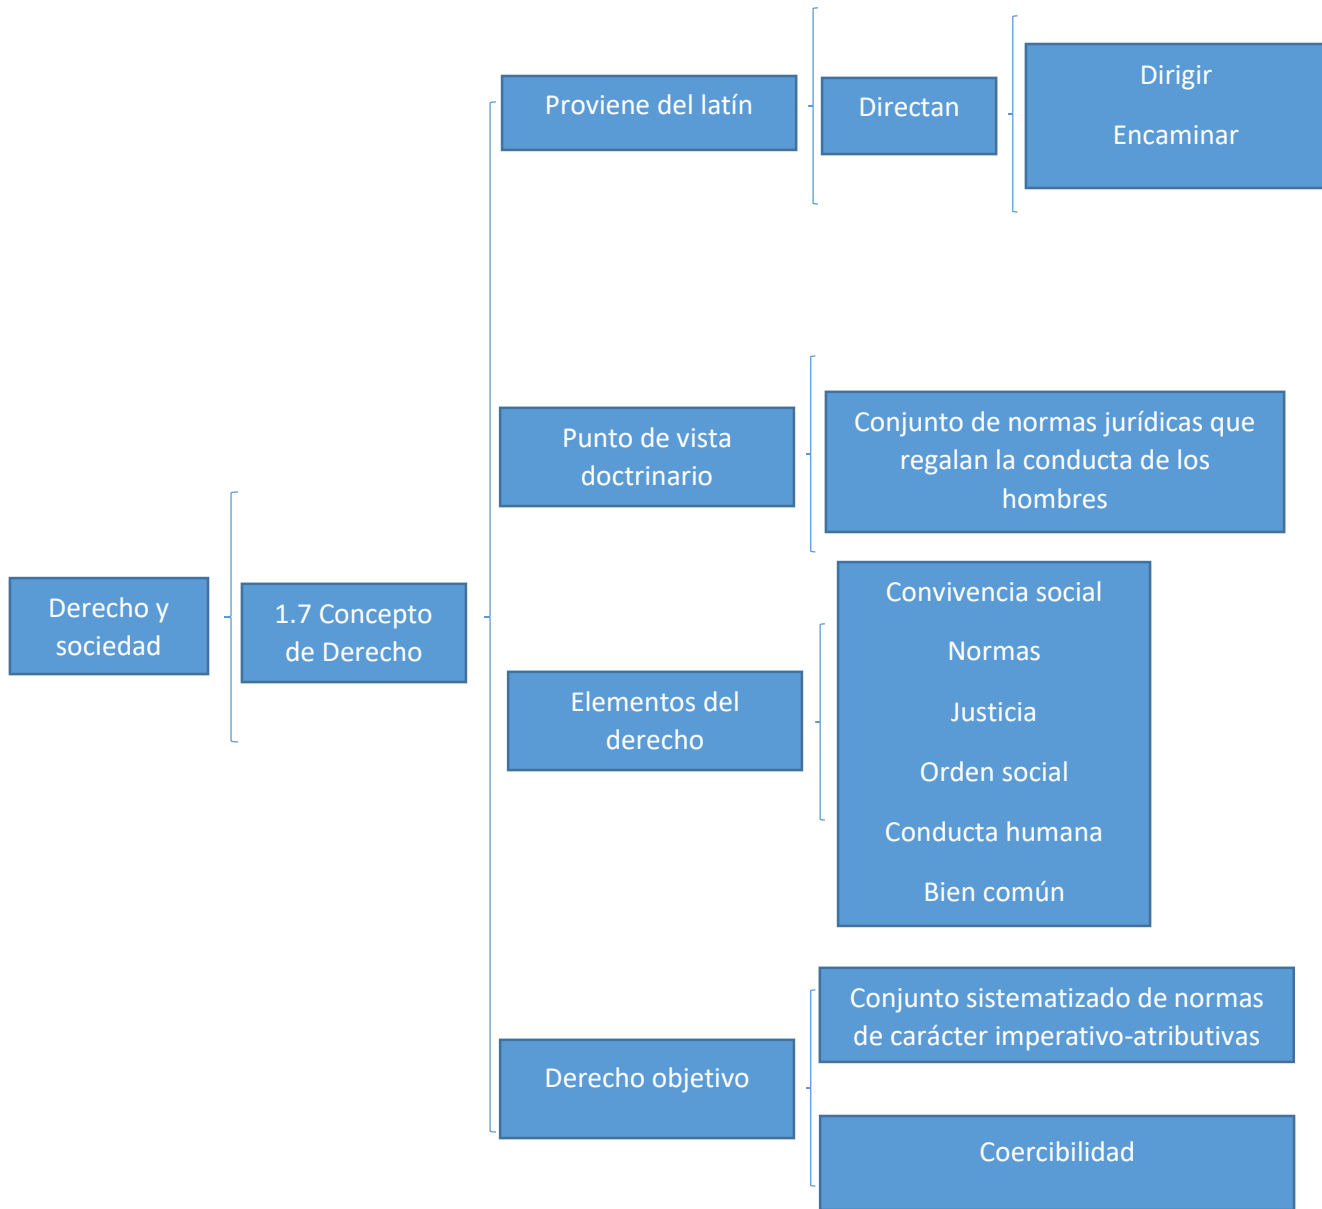 Derecho y
sociedad
1.7 Concepto
de Derecho
Proviene del latín
Directan
Dirigir
Encaminar
Punto de vista
doctrinario
Conjunto de normas jurídicas que
regalan la conducta de los
hombres
Elementos del
derecho
Convivencia social
Normas
Justicia
Orden social
Conducta humana
Bien común
Derecho objetivo
Conjunto sistematizado de normas
de carácter imperativo-atributivas
Coercibilidad